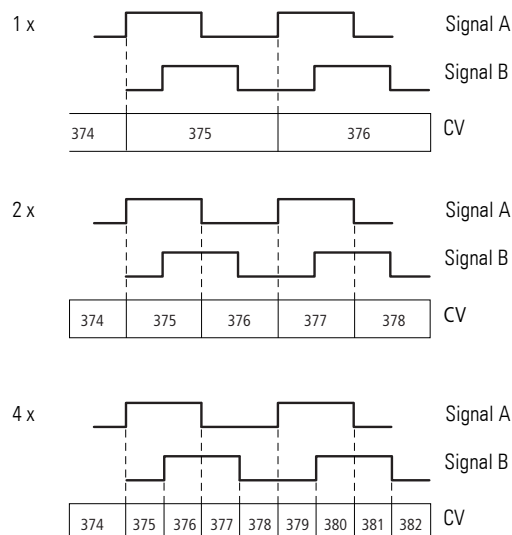 1 x
Signal A
Signal B
374 375 376 CV
2 x
Signal A
Signal B
374 375 376 377 378 CV
4 x
Signal A
Signal B
374 375 376 377 378 379 380 381 382 CV